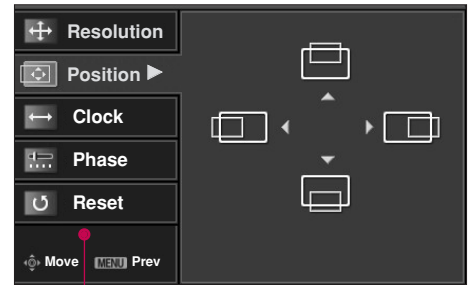 Resolution
Position ▶
Clock
Phase
Reset
Move MENU Prev